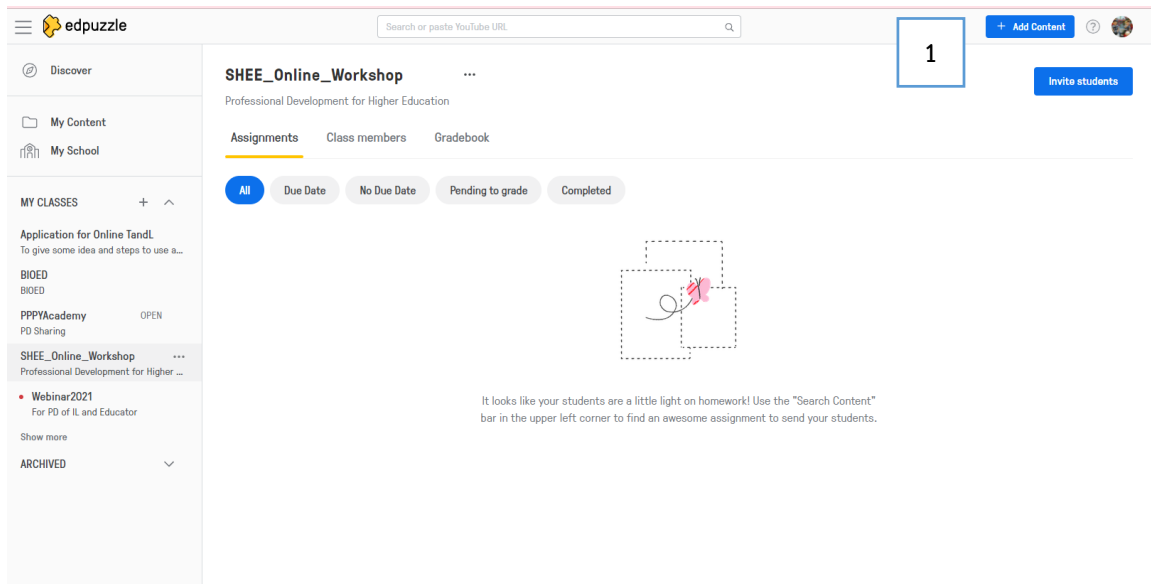 edpuzzle
Search or paste YouTube URL
1
+ Add Content
?
Discover
My Content
My School
MY CLASSES +
Application for Online TandL
To give some idea and steps to use a...
BIOED
BIOED
PPPYAcademy OPEN
PD Sharing
SHEE_Online_Workshop ...
Professional Development for Higher ...
Webinar2021
For PD of IL and Educator
Show more
ARCHIVED
SHEE_Online_Workshop ...
Professional Development for Higher Education
Invite students
Assignments Class members Gradebook
All Due Date No Due Date Pending to grade Completed
It looks like your students are a little light on homework! Use the "Search Content"
bar in the upper left corner to find an awesome assignment to send your students.